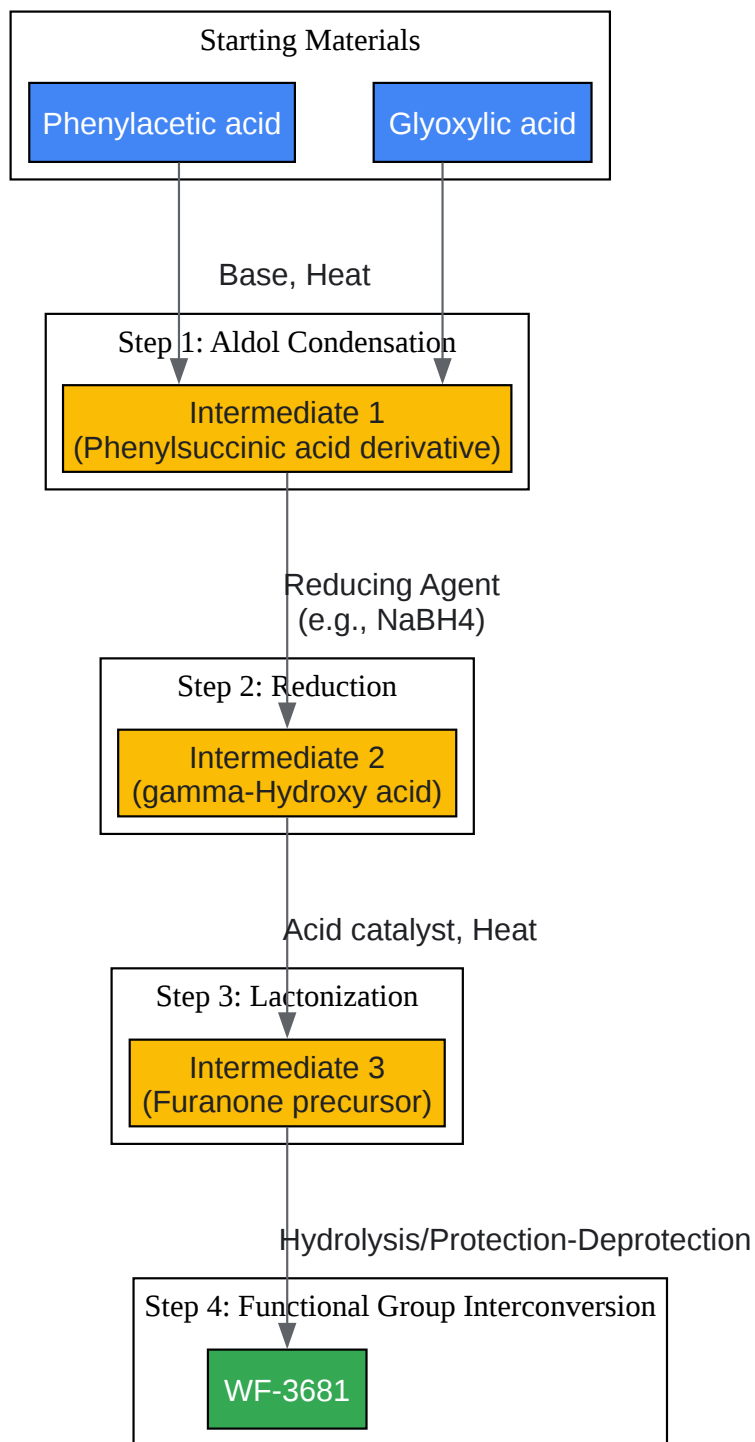 Starting Materials
Phenylacetic acid
Glyoxylic acid
Base, Heat
Step 1: Aldol Condensation
Intermediate 1
(Phenylsuccinic acid derivative)
Reducing Agent
(e.g., NaBH4)
Step 2: Reduction
Intermediate 2
(gamma-Hydroxy acid)
Acid catalyst, Heat
Step 3: Lactonization
Intermediate 3
(Furanone precursor)
Hydrolysis/Protection-Deprotection
Step 4: Functional Group Interconversion
WF-3681